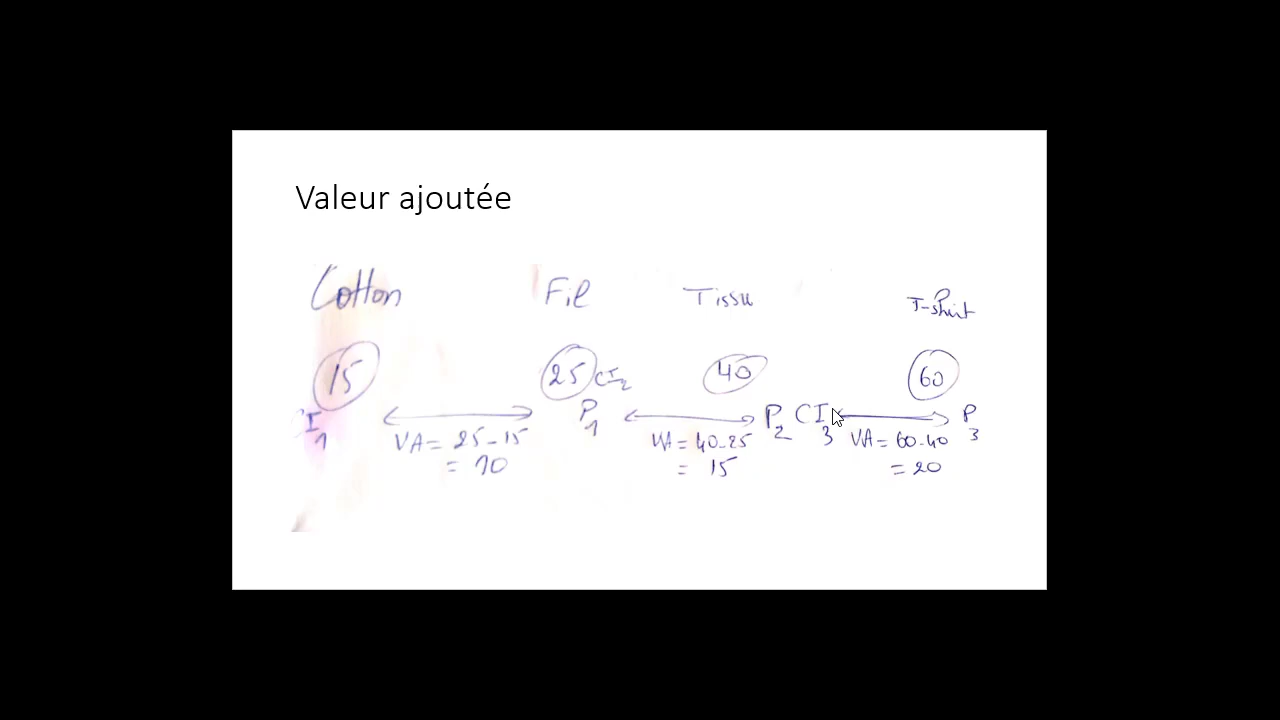 Valeur ajoutée
Cotton Fil Tissu T-shirt
15 25 CI2 40 60
CI1 P1 P2 CI3 P3
VA = 25-15 VA = 40-25 VA = 60-40
= 10 = 15 = 20